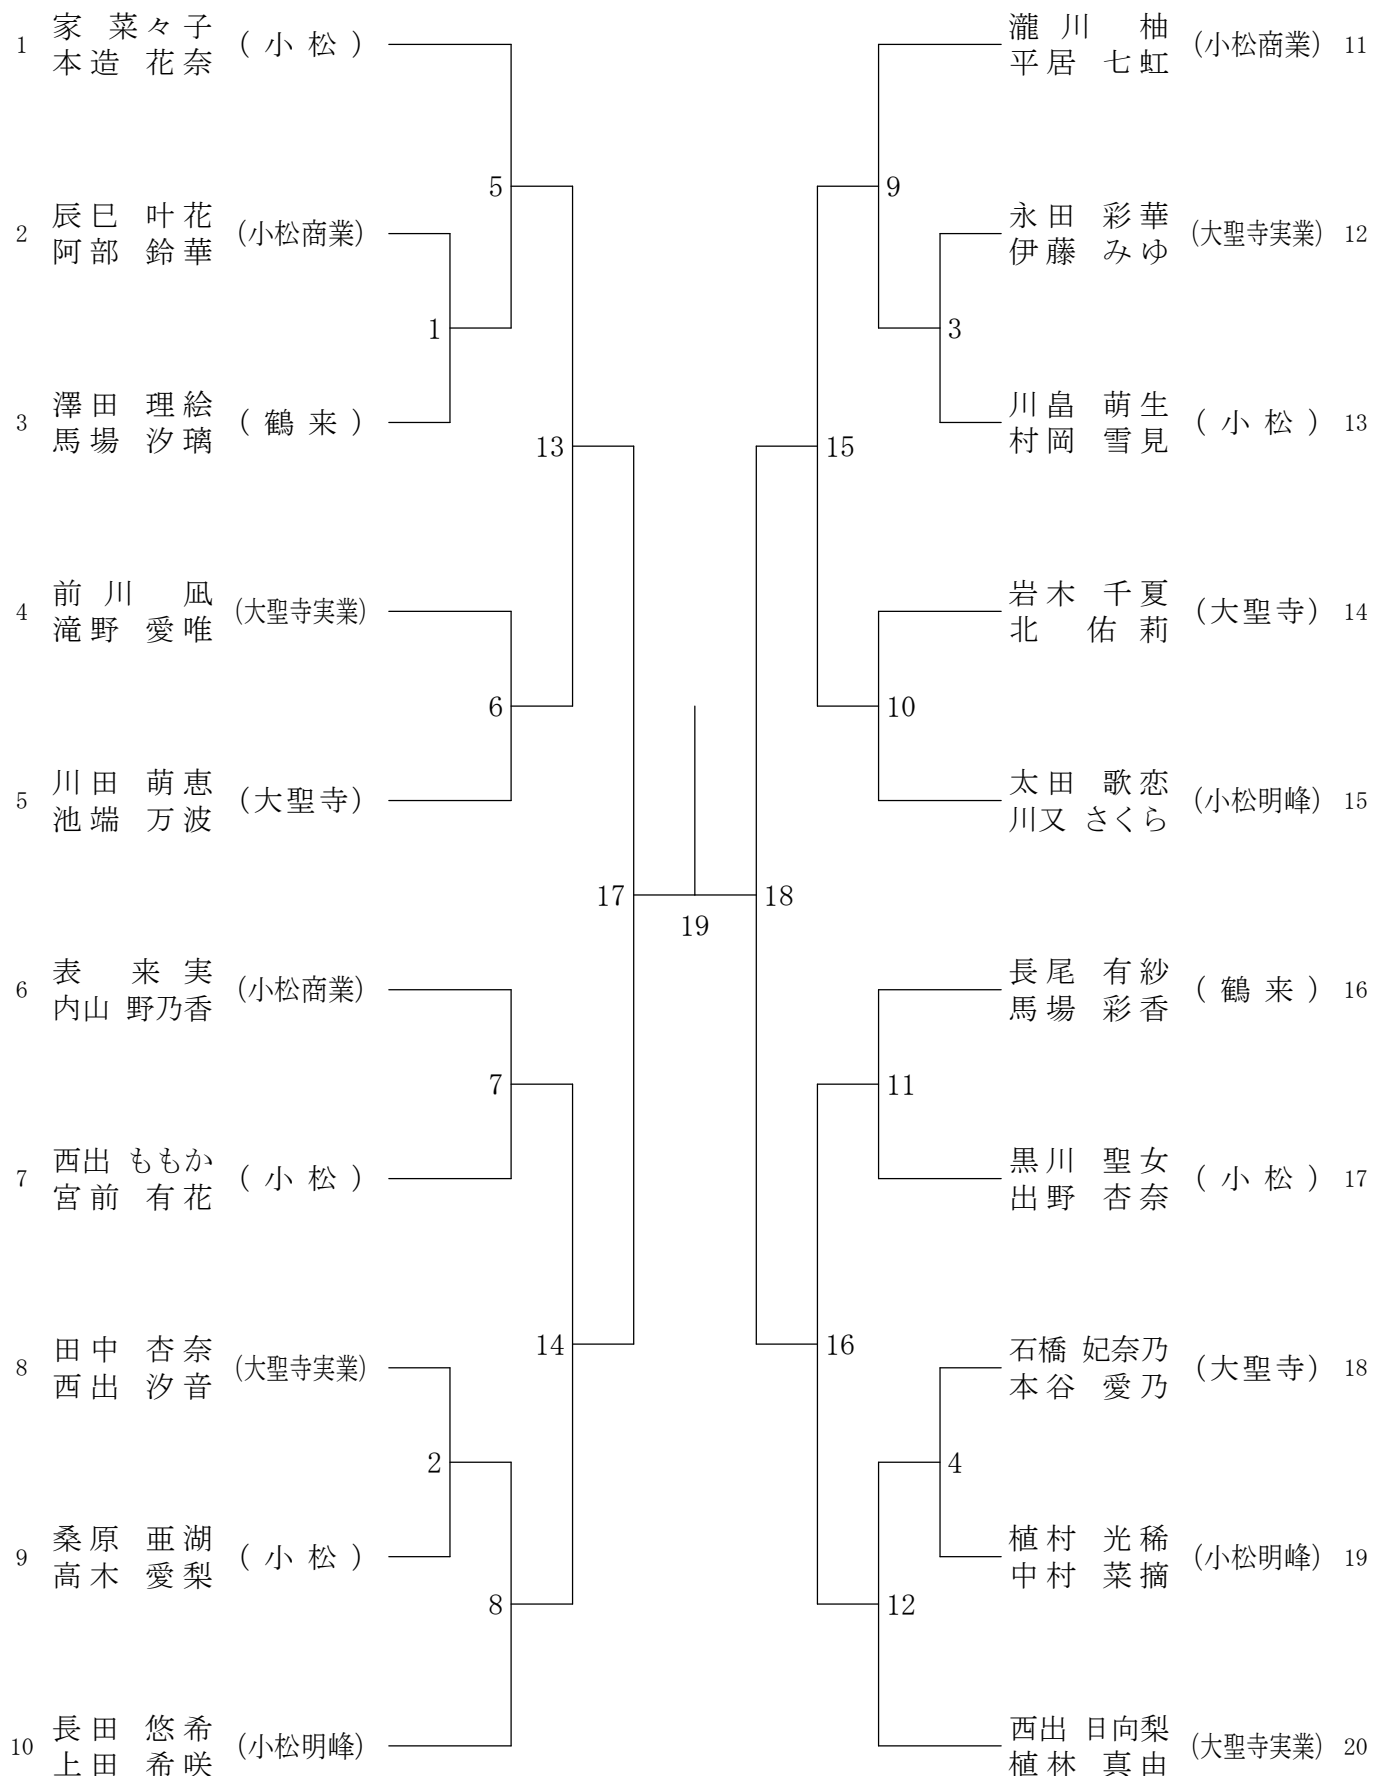 1 家 菜々子 (小松)
本造 花奈
2 辰巳 叶花 (小松商業)
阿部 鈴華
3 澤田 理絵 (鶴来)
馬場 汐璃
4 前川 凪 (大聖寺実業)
滝野 愛唯
5 川田 萌恵 (大聖寺)
池端 万波
6 表 来実 (小松商業)
内山 野乃香
7 西出 ももか (小松)
宮前 有花
8 田中 杏奈 (大聖寺実業)
西出 汐音
9 桑原 亜湖 (小松)
高木 愛梨
10 長田 悠希 (小松明峰)
上田 希咲
5
1
13
6
17
7
14
2
8
19
9
3
15
10
18
11
16
4
12
瀧川 柚 (小松商業) 11
平居 七虹
永田 彩華 (大聖寺実業) 12
伊藤 みゆ
川畠 萌生 (小松) 13
村岡 雪見
岩木 千夏 (大聖寺) 14
北 佑莉
太田 歌恋 (小松明峰) 15
川又 さくら
長尾 有紗 (鶴来) 16
馬場 彩香
黒川 聖女 (小松) 17
出野 杏奈
石橋 妃奈乃 (大聖寺) 18
本谷 愛乃
植村 光稀 (小松明峰) 19
中村 菜摘
西出 日向梨 (大聖寺実業) 20
植林 真由